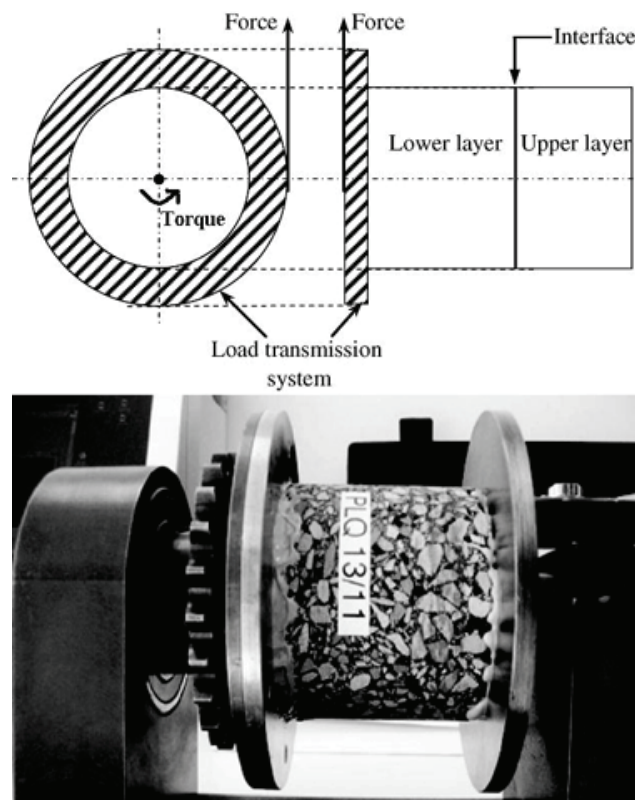 Force
Force
Interface
Lower layer
Upper layer
Torque
Load transmission
system
PLQ 13/11